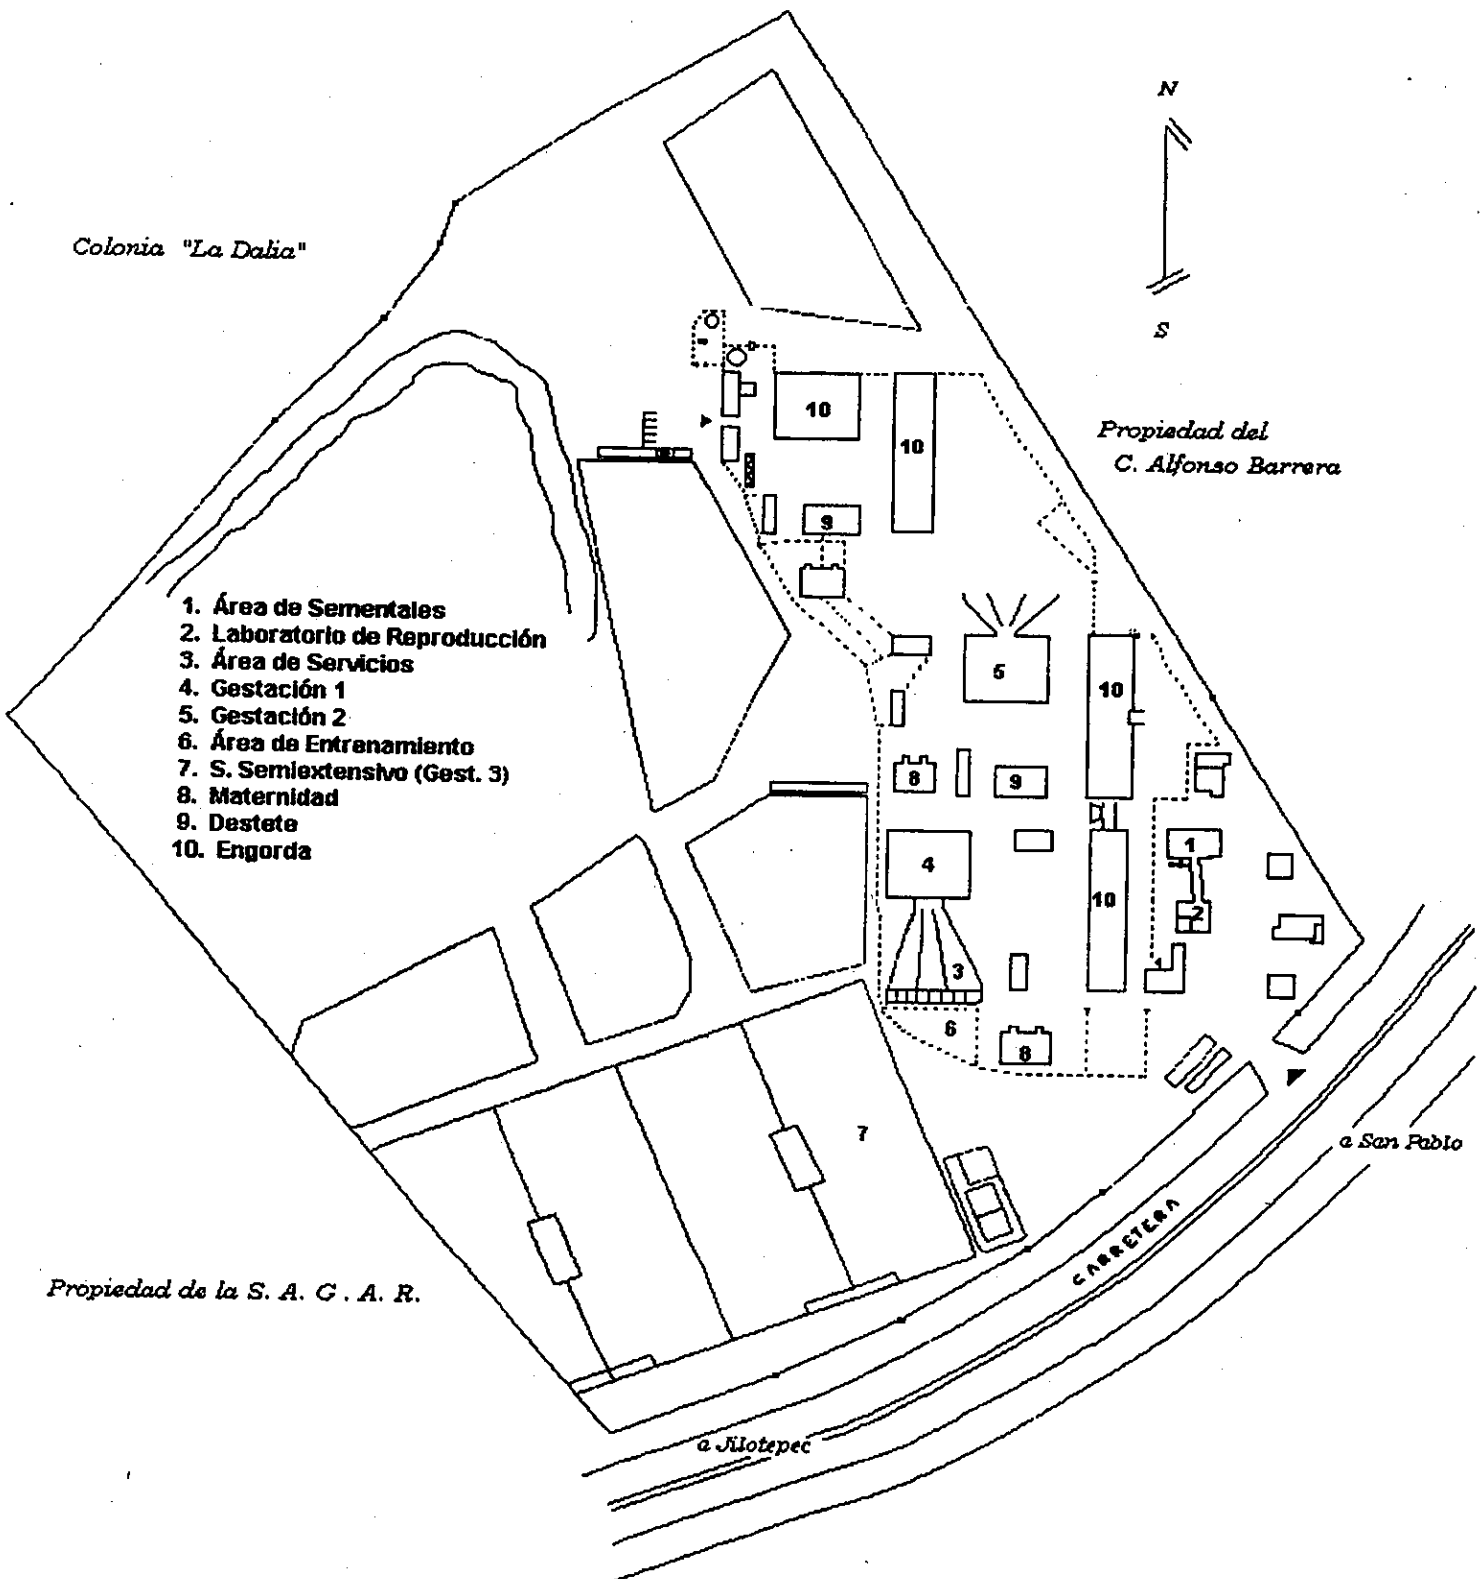 N
Colonia "La Dalia"
S
10
10
Propiedad del
C. Alfonso Barrera
9
1. Área de Sementales
2. Laboratorio de Reproducción
3. Área de Servicios
4. Gestación 1
5. Gestación 2
6. Área de Entrenamiento
7. S. Semiextensivo (Gest. 3)
8. Maternidad
9. Destete
10. Engorda
5
10
8
9
1
4
10
2
3
1
6
8
7
a San Pablo
CARRETERA
Propiedad de la S. A. G. A. R.
a Jilotepec